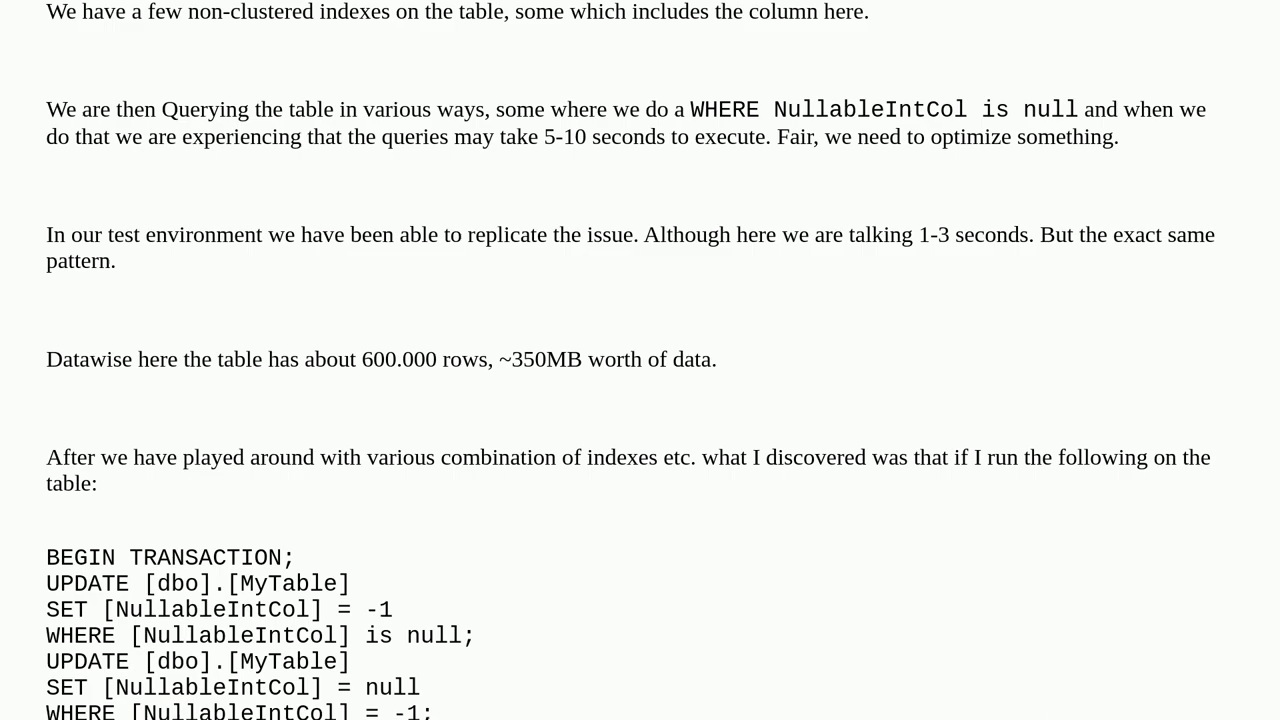 We have a few non-clustered indexes on the table, some which includes the column here.
We are then Querying the table in various ways, some where we do a WHERE NullableIntCol is null and when we
do that we are experiencing that the queries may take 5-10 seconds to execute. Fair, we need to optimize something.
In our test environment we have been able to replicate the issue. Although here we are talking 1-3 seconds. But the exact same
pattern.
Datawise here the table has about 600.000 rows, ~350MB worth of data.
After we have played around with various combination of indexes etc. what I discovered was that if I run the following on the
table:
BEGIN TRANSACTION;
UPDATE [dbo].[MyTable]
SET [NullableIntCol] = -1
WHERE [NullableIntCol] is null;
UPDATE [dbo].[MyTable]
SET [NullableIntCol] = null
WHERE [NullableIntCol] = -1;